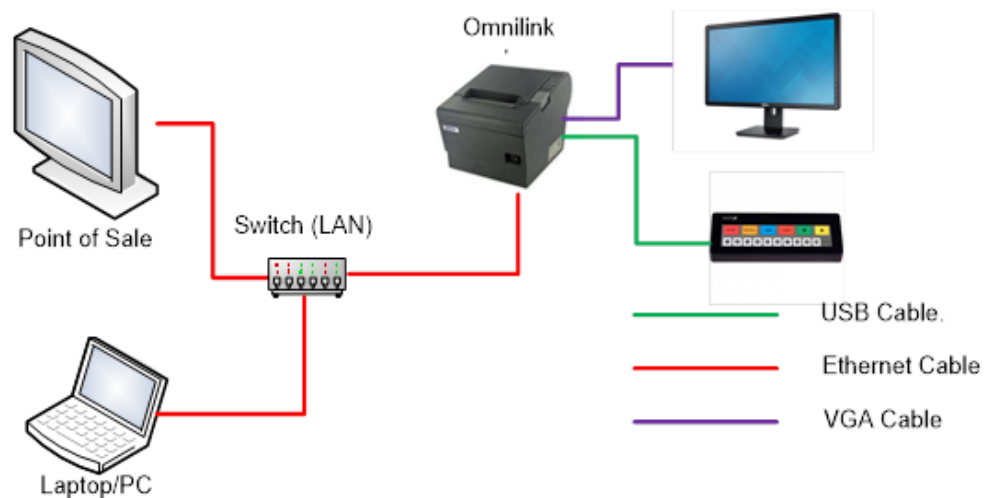 Omnilink
Point of Sale
Switch (LAN)
USB Cable.
Ethernet Cable
VGA Cable
Laptop/PC